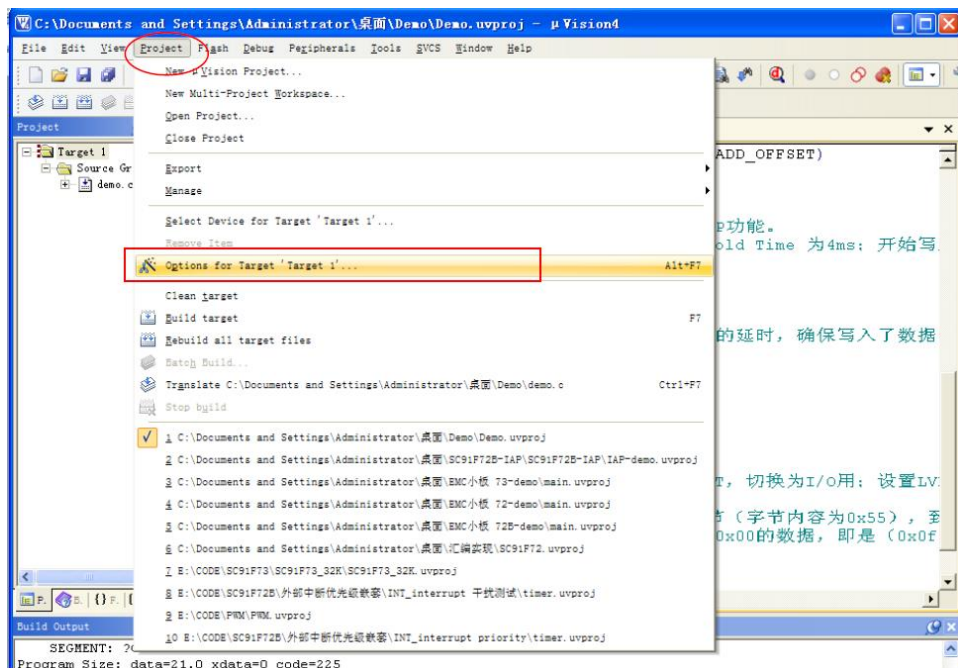 C:\Documents and Settings\Administrator\桌面\Demo\Demo.uvproj - μVision4
File Edit View Project Flash Debug Peripherals Tools SVCS Window Help
New μVision Project...
New Multi-Project Workspace...
Open Project...
Project
Close Project
Target 1
ADD_OFFSET)
Source Gr
Export
demo.c
Manage
Select Device for Target 'Target 1'...
P功能。
Remove Item
old Time 为4ms; 开始写
Options for Target 'Target 1'... Alt+F7
Clean target
Build target F7
的延时, 确保写入了数据
Rebuild all target files
Batch Build...
Translate C:\Documents and Settings\Administrator\桌面\Demo\demo.c Ctrl+F7
Stop build
1 C:\Documents and Settings\Administrator\桌面\Demo\Demo.uvproj
2 C:\Documents and Settings\Administrator\桌面\SC91F72B-IAP\SC91F72B-IAP\IAP-demo.uvproj
3 C:\Documents and Settings\Administrator\桌面\EMC小板 73-demo\main.uvproj
T, 切换为I/O用; 设置LV
4 C:\Documents and Settings\Administrator\桌面\EMC小板 72-demo\main.uvproj
5 C:\Documents and Settings\Administrator\桌面\EMC小板 72B-demo\main.uvproj
节 (字节内容为0x55) , 至
6 C:\Documents and Settings\Administrator\桌面\汇编实现\SC91F72.uvproj
0x00的数据, 即是 (0x0f
7 E:\CODE\SC91F73\SC91F73_32K\SC91F73_32K.uvproj
8 E:\CODE\SC91F72B\外部中断优先级嵌套\INT_interrupt 干扰测试\timer.uvproj
P. B. {} F.
9 E:\CODE\PWM\PWM.uvproj
10 E:\CODE\SC91F72B\外部中断优先级嵌套\INT_interrupt priority\timer.uvproj
Build Output
SEGMENT: ?C
Program Size: data=21.0 xdata=0 code=225